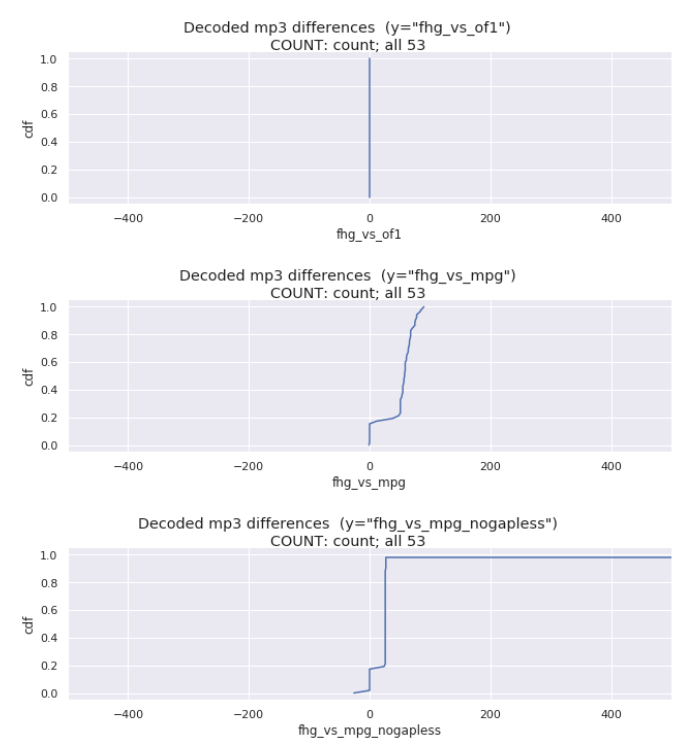 Decoded mp3 differences (y="fhg_vs_of1")
COUNT: count; all 53
1.0
0.8
0.6
0.4
0.2
0.0
cdf
−400 −200 0 200 400
fhg_vs_of1
Decoded mp3 differences (y="fhg_vs_mpg")
COUNT: count; all 53
1.0
0.8
0.6
0.4
0.2
0.0
cdf
−400 −200 0 200 400
fhg_vs_mpg
Decoded mp3 differences (y="fhg_vs_mpg_nogapless")
COUNT: count; all 53
1.0
0.8
0.6
0.4
0.2
0.0
cdf
−400 −200 0 200 400
fhg_vs_mpg_nogapless